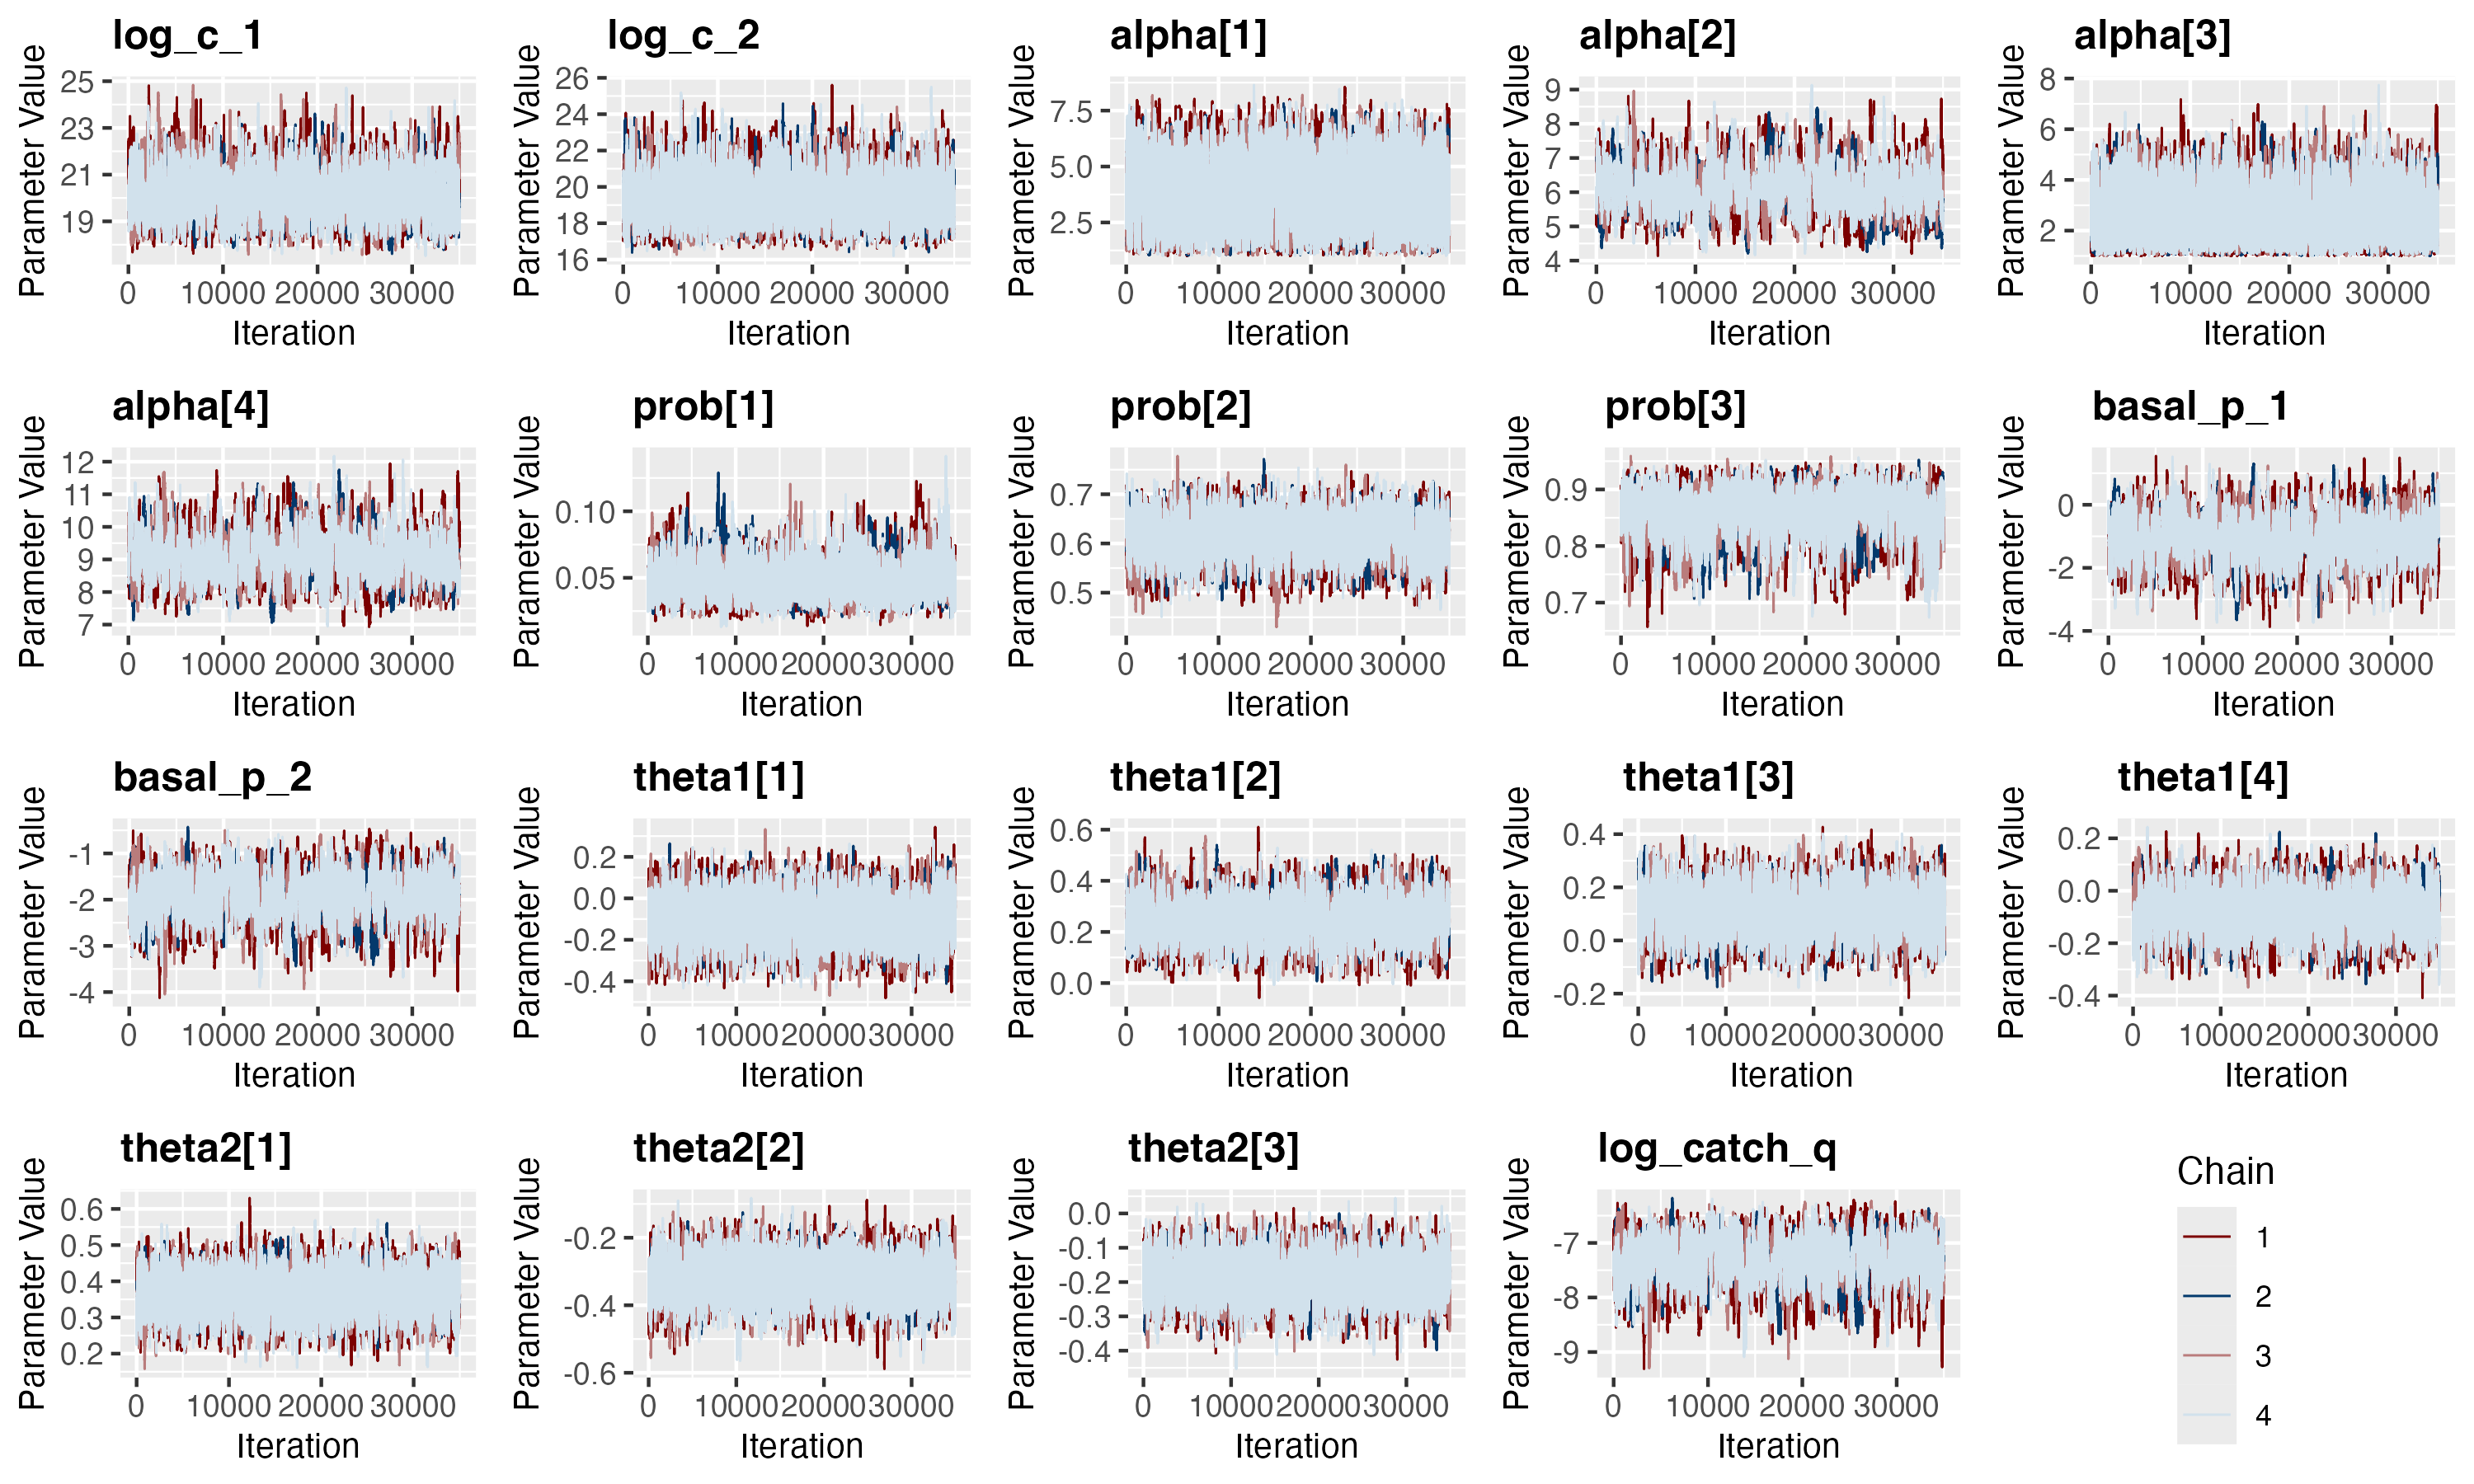 log_c_1
Parameter Value
25
23
21
19
0 10000 20000 30000
Iteration
log_c_2
Parameter Value
26
24
22
20
18
16
0 10000 20000 30000
Iteration
alpha[1]
Parameter Value
7.5
5.0
2.5
0 10000 20000 30000
Iteration
alpha[2]
Parameter Value
9
8
7
6
5
4
0 10000 20000 30000
Iteration
alpha[3]
Parameter Value
8
6
4
2
0 10000 20000 30000
Iteration
alpha[4]
Parameter Value
12
11
10
9
8
7
0 10000 20000 30000
Iteration
prob[1]
Parameter Value
0.10
0.05
0 10000 20000 30000
Iteration
prob[2]
Parameter Value
0.7
0.6
0.5
0 10000 20000 30000
Iteration
prob[3]
Parameter Value
0.9
0.8
0.7
0 10000 20000 30000
Iteration
basal_p_1
Parameter Value
0
-2
-4
0 10000 20000 30000
Iteration
basal_p_2
Parameter Value
-1
-2
-3
-4
0 10000 20000 30000
Iteration
theta1[1]
Parameter Value
0.2
0.0
-0.2
-0.4
0 10000 20000 30000
Iteration
theta1[2]
Parameter Value
0.6
0.4
0.2
0.0
0 10000 20000 30000
Iteration
theta1[3]
Parameter Value
0.4
0.2
0.0
-0.2
0 10000 20000 30000
Iteration
theta1[4]
Parameter Value
0.2
0.0
-0.2
-0.4
0 10000 20000 30000
Iteration
theta2[1]
Parameter Value
0.6
0.5
0.4
0.3
0.2
0 10000 20000 30000
Iteration
theta2[2]
Parameter Value
-0.2
-0.4
-0.6
0 10000 20000 30000
Iteration
theta2[3]
Parameter Value
0.0
-0.1
-0.2
-0.3
-0.4
0 10000 20000 30000
Iteration
log_catch_q
Parameter Value
-7
-8
-9
0 10000 20000 30000
Iteration
Chain
1
2
3
4